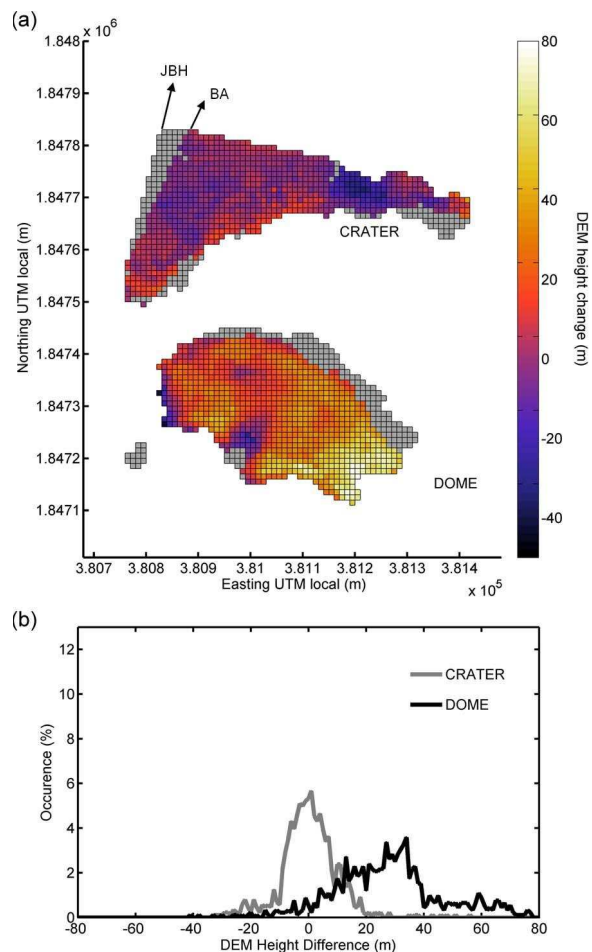 (a)
x 10⁶
1.848
1.8479
1.8478
1.8477
1.8476
1.8475
1.8474
1.8473
1.8472
1.8471
Northing UTM local (m)
JBH
BA
CRATER
DOME
3.807 3.808 3.809 3.81 3.811 3.812 3.813 3.814
Easting UTM local (m)
x 10⁵
80
60
40
20
0
-20
-40
DEM height change (m)
(b)
12
10
8
6
4
2
0
Occurence (%)
CRATER
DOME
-80 -60 -40 -20 0 20 40 60 80
DEM Height Difference (m)